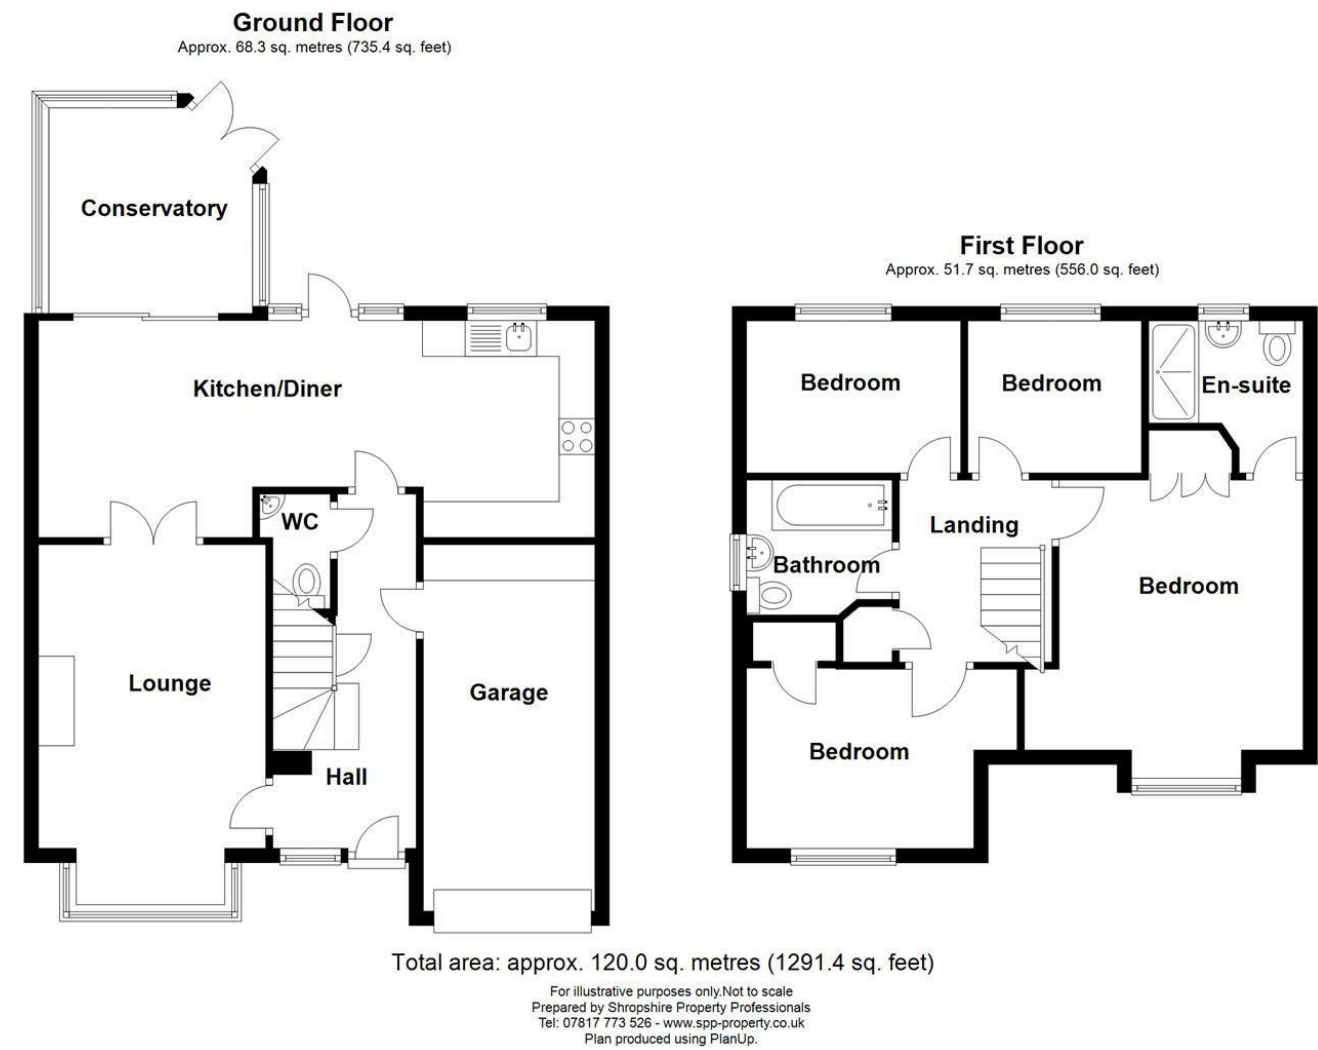 Ground Floor
Approx. 68.3 sq. metres (735.4 sq. feet)
Conservatory
Kitchen/Diner
WC
Lounge
Garage
Hall
First Floor
Approx. 51.7 sq. metres (556.0 sq. feet)
Bedroom
Bedroom
En-suite
Landing
Bathroom
Bedroom
Bedroom
Total area: approx. 120.0 sq. metres (1291.4 sq. feet)
For illustrative purposes only.Not to scale
Prepared by Shropshire Property Professionals
Tel: 07817 773 526 - www.spp-property.co.uk
Plan produced using PlanUp.